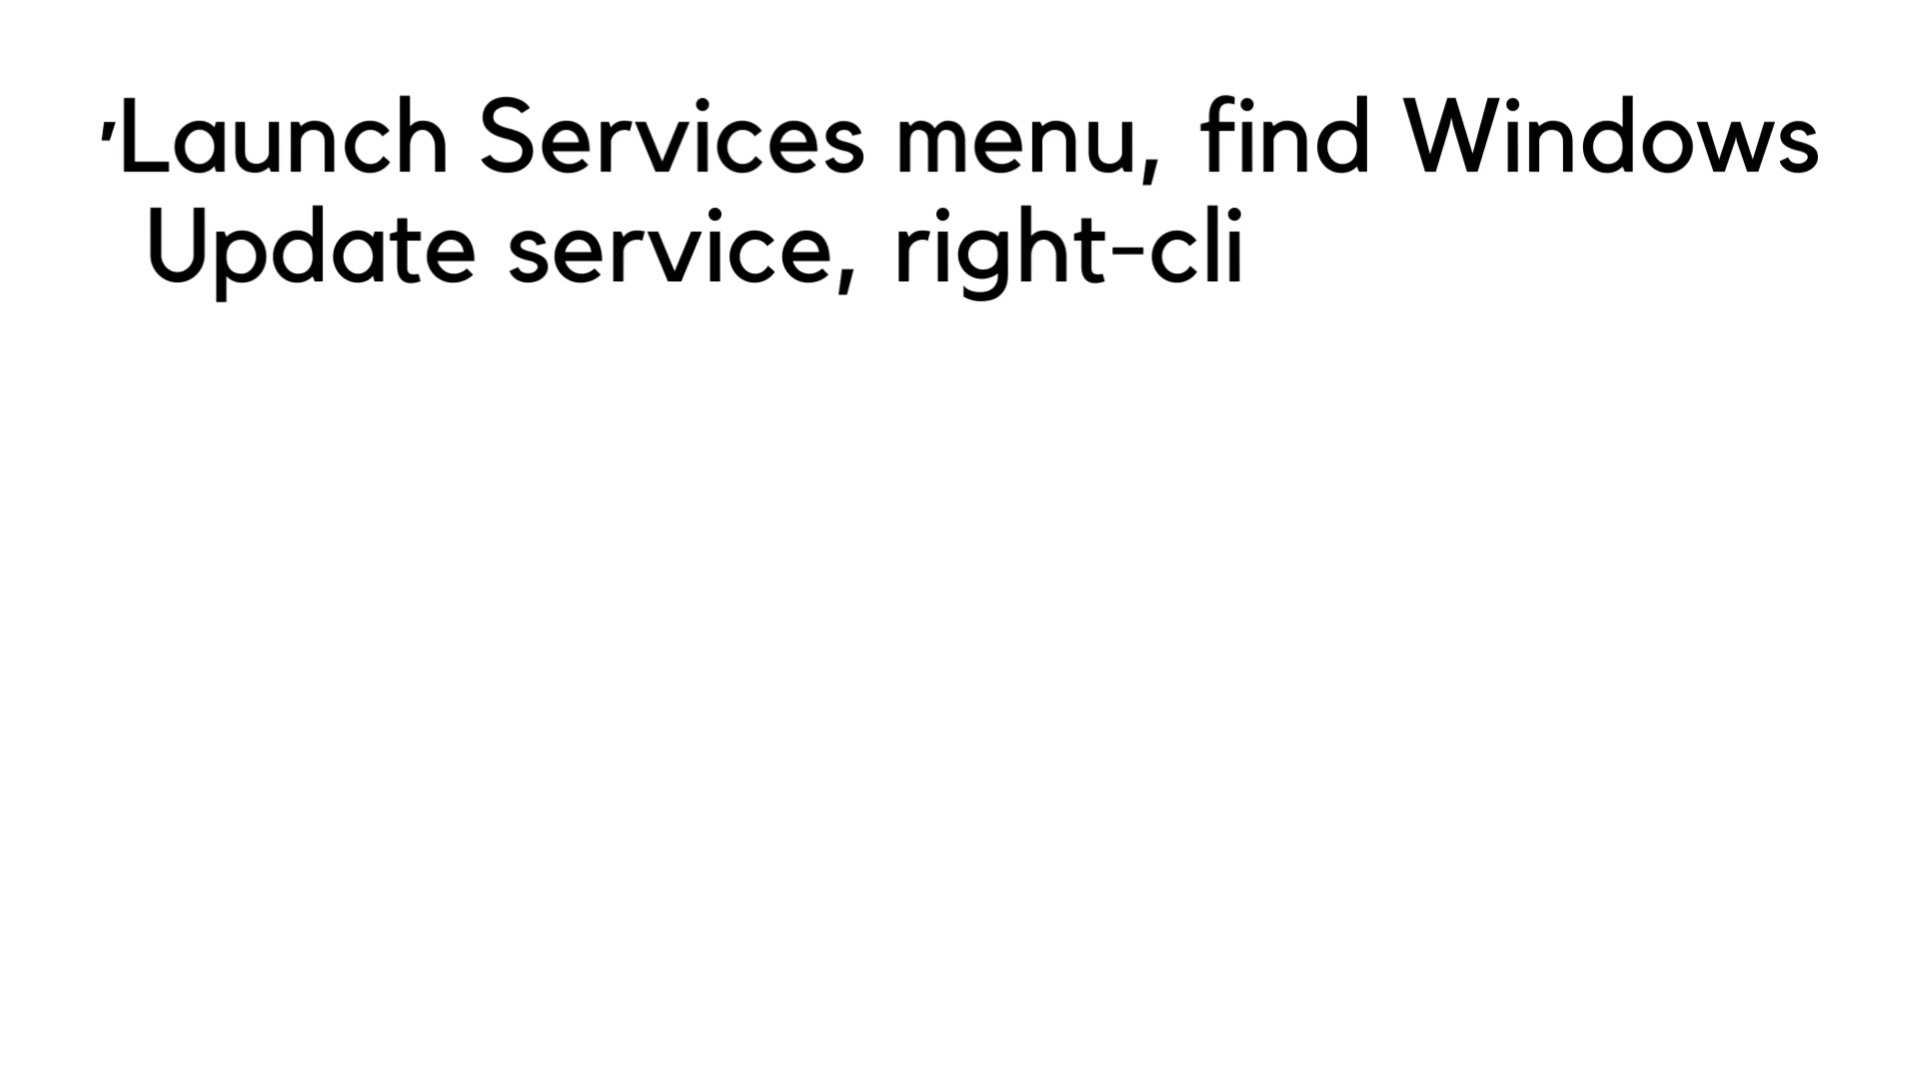 'Launch Services menu, find Windows
Update service, right-cli